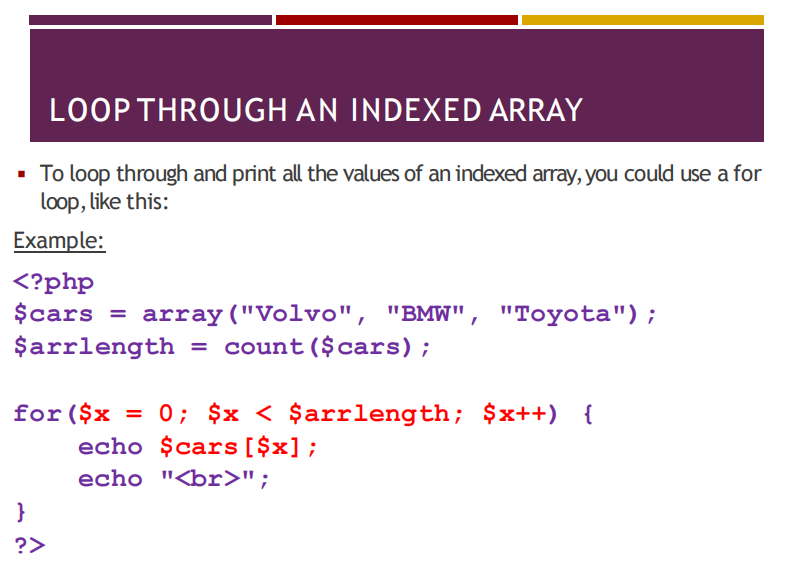 LOOP THROUGH AN INDEXED ARRAY
To loop through and print all the values of an indexed array, you could use a for
loop, like this:
Example:
<?php
$cars = array("Volvo", "BMW", "Toyota");
$arrlength = count($cars);
for($x = 0; $x < $arrlength; $x++) {
    echo $cars[$x];
    echo "<br>";
}
?>